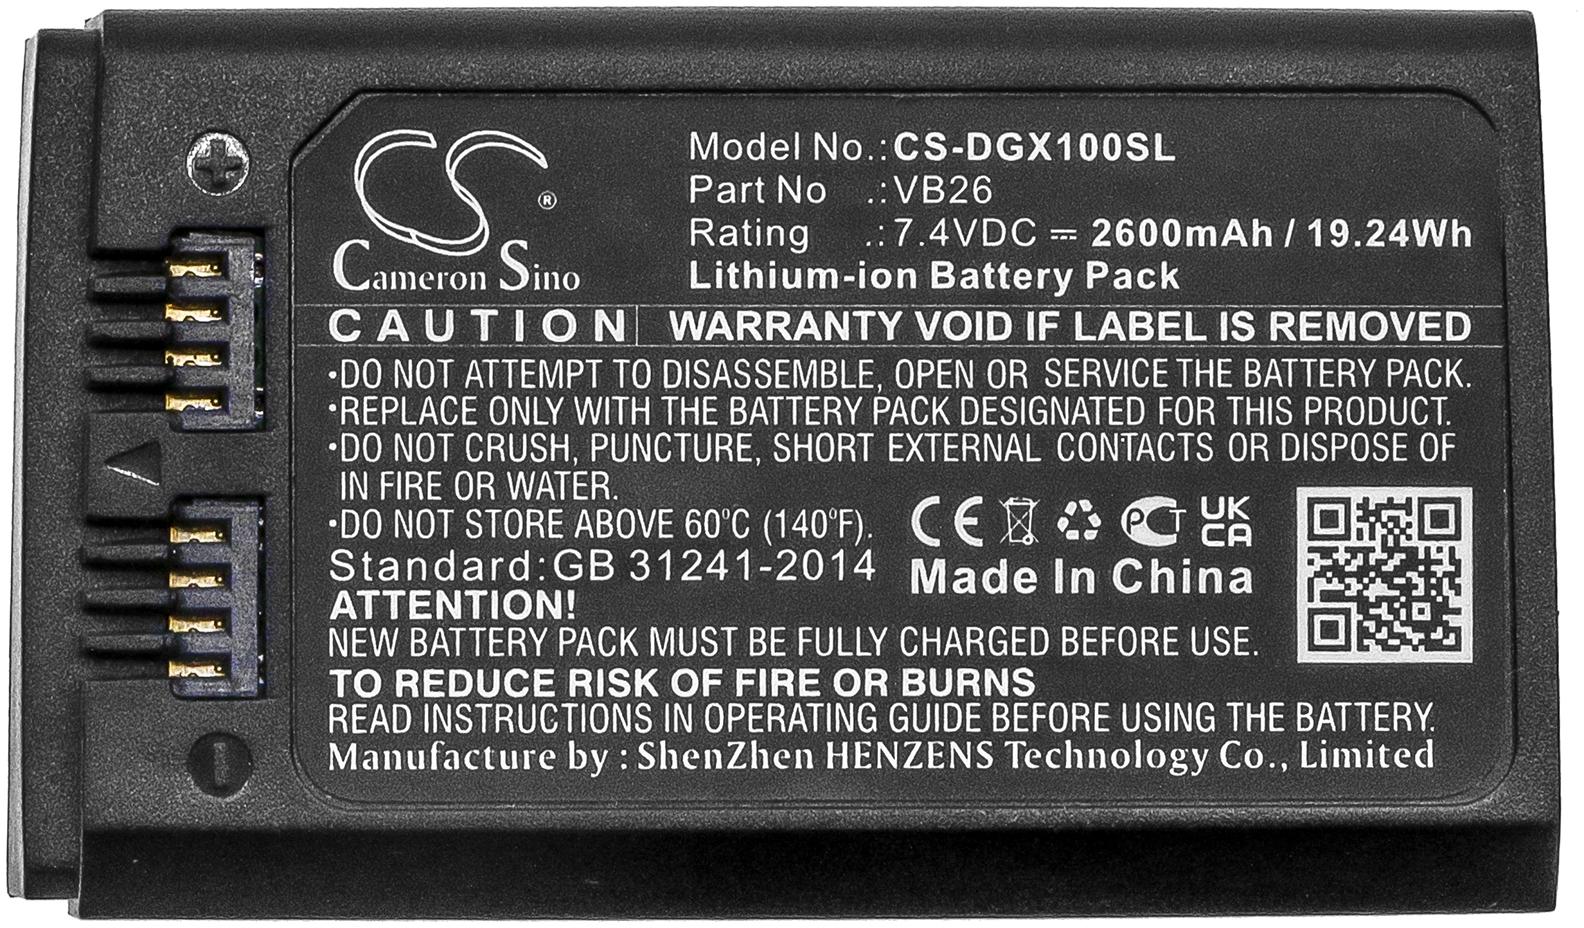 CS®
Cameron Sino
Model No.:CS-DGX100SL
Part No .:VB26
Rating .:7.4VDC ⎓ 2600mAh / 19.24Wh
Lithium-ion Battery Pack
CAUTION WARRANTY VOID IF LABEL IS REMOVED
•DO NOT ATTEMPT TO DISASSEMBLE, OPEN OR SERVICE THE BATTERY PACK.
•REPLACE ONLY WITH THE BATTERY PACK DESIGNATED FOR THIS PRODUCT.
•DO NOT CRUSH, PUNCTURE, SHORT EXTERNAL CONTACTS OR DISPOSE OF
IN FIRE OR WATER.
•DO NOT STORE ABOVE 60°C (140°F).
CE PCT UK
CA
Standard:GB 31241-2014
Made In China
ATTENTION!
NEW BATTERY PACK MUST BE FULLY CHARGED BEFORE USE.
TO REDUCE RISK OF FIRE OR BURNS
READ INSTRUCTIONS IN OPERATING GUIDE BEFORE USING THE BATTERY.
Manufacture by : ShenZhen HENZENS Technology Co., Limited